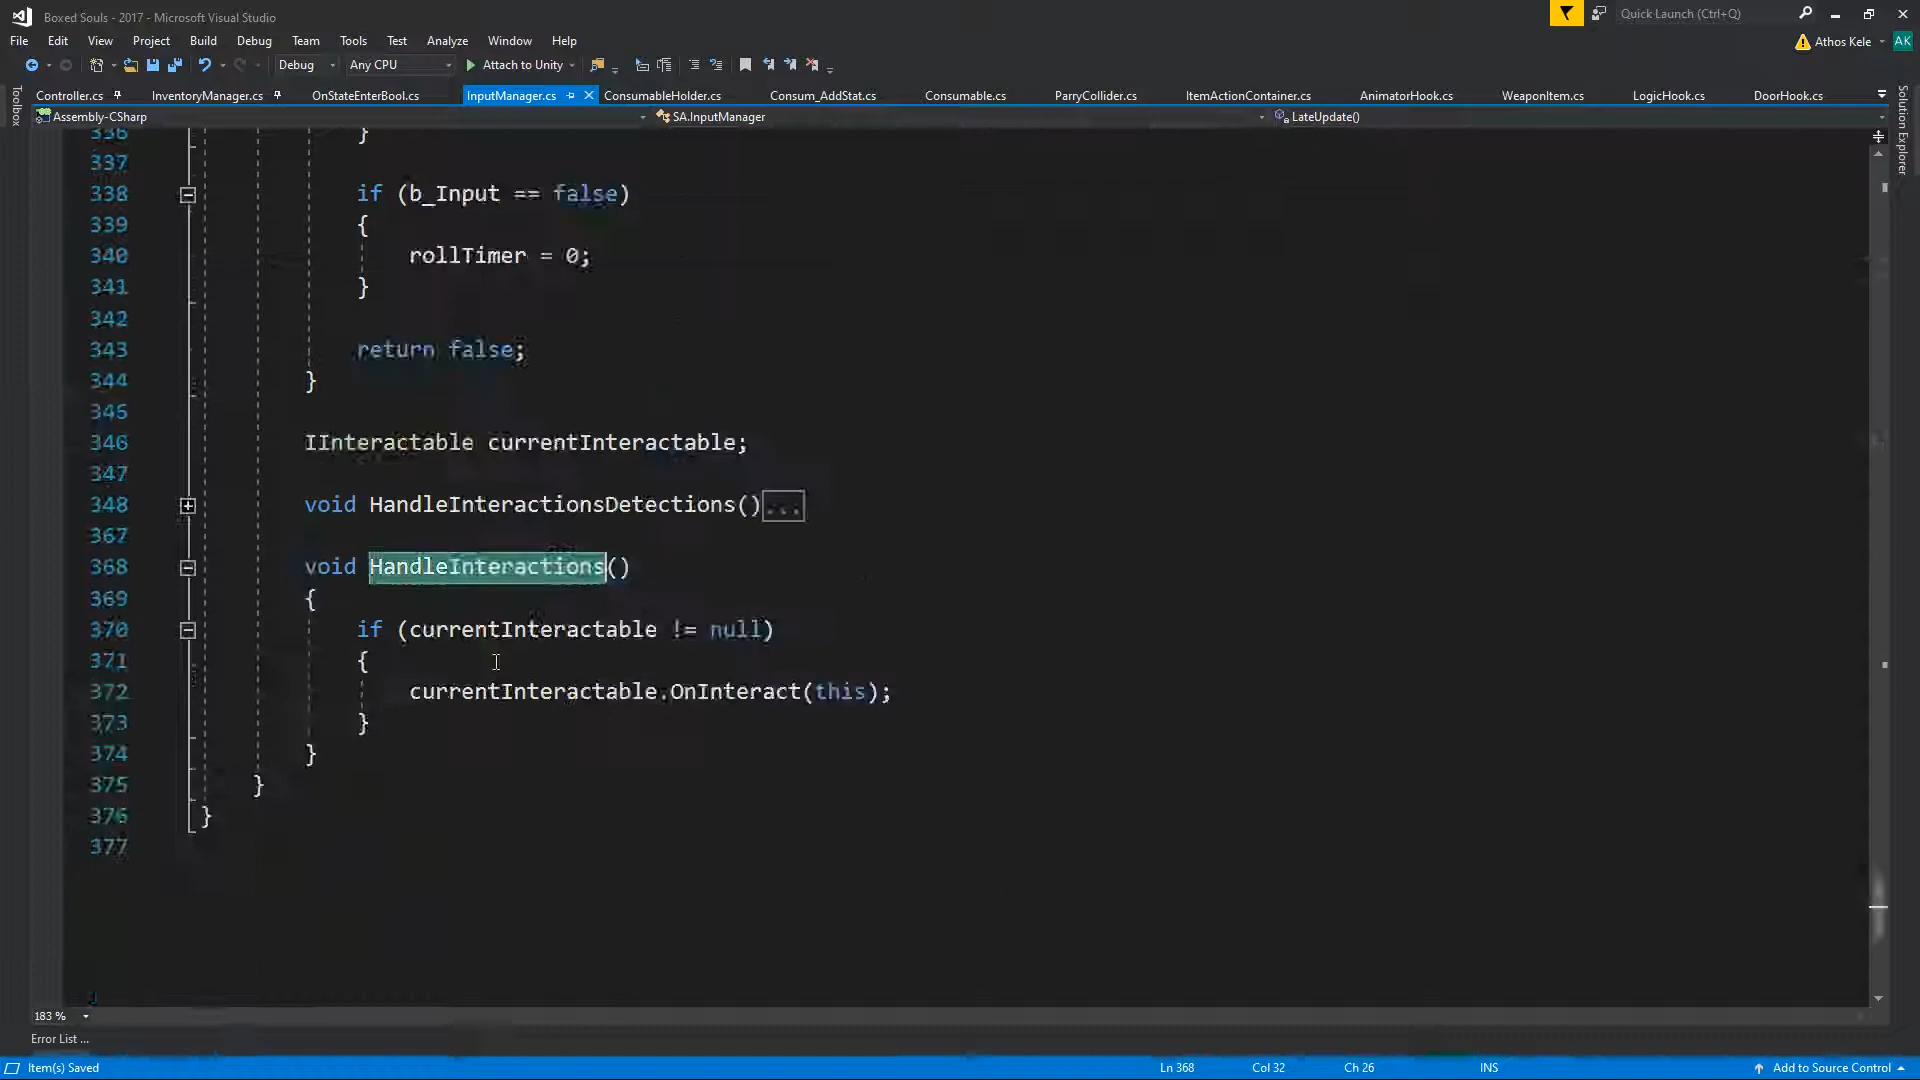 Boxed Souls - 2017 - Microsoft Visual Studio
Quick Launch (Ctrl+Q)
File Edit View Project Build Debug Team Tools Test Analyze Window Help
Athos Kele AK
Debug Any CPU Attach to Unity
Toolbox
Controller.cs InventoryManager.cs OnStateEnterBool.cs InputManager.cs ConsumableHolder.cs Consum_AddStat.cs Consumable.cs ParryCollider.cs ItemActionContainer.cs AnimatorHook.cs WeaponItem.cs LogicHook.cs DoorHook.cs
Solution Explorer
Assembly-CSharp SA.InputManager LateUpdate()
336 }
337
338 if (b_Input == false)
339 {
340 rollTimer = 0;
341 }
342
343 return false;
344 }
345
346 IInteractable currentInteractable;
347
348 void HandleInteractionsDetections()...
367
368 void HandleInteractions()
369 {
370 if (currentInteractable != null)
371 {
372 currentInteractable.OnInteract(this);
373 }
374 }
375 }
376 }
377
183 %
Error List ...
Item(s) Saved Ln 368 Col 32 Ch 26 INS Add to Source Control